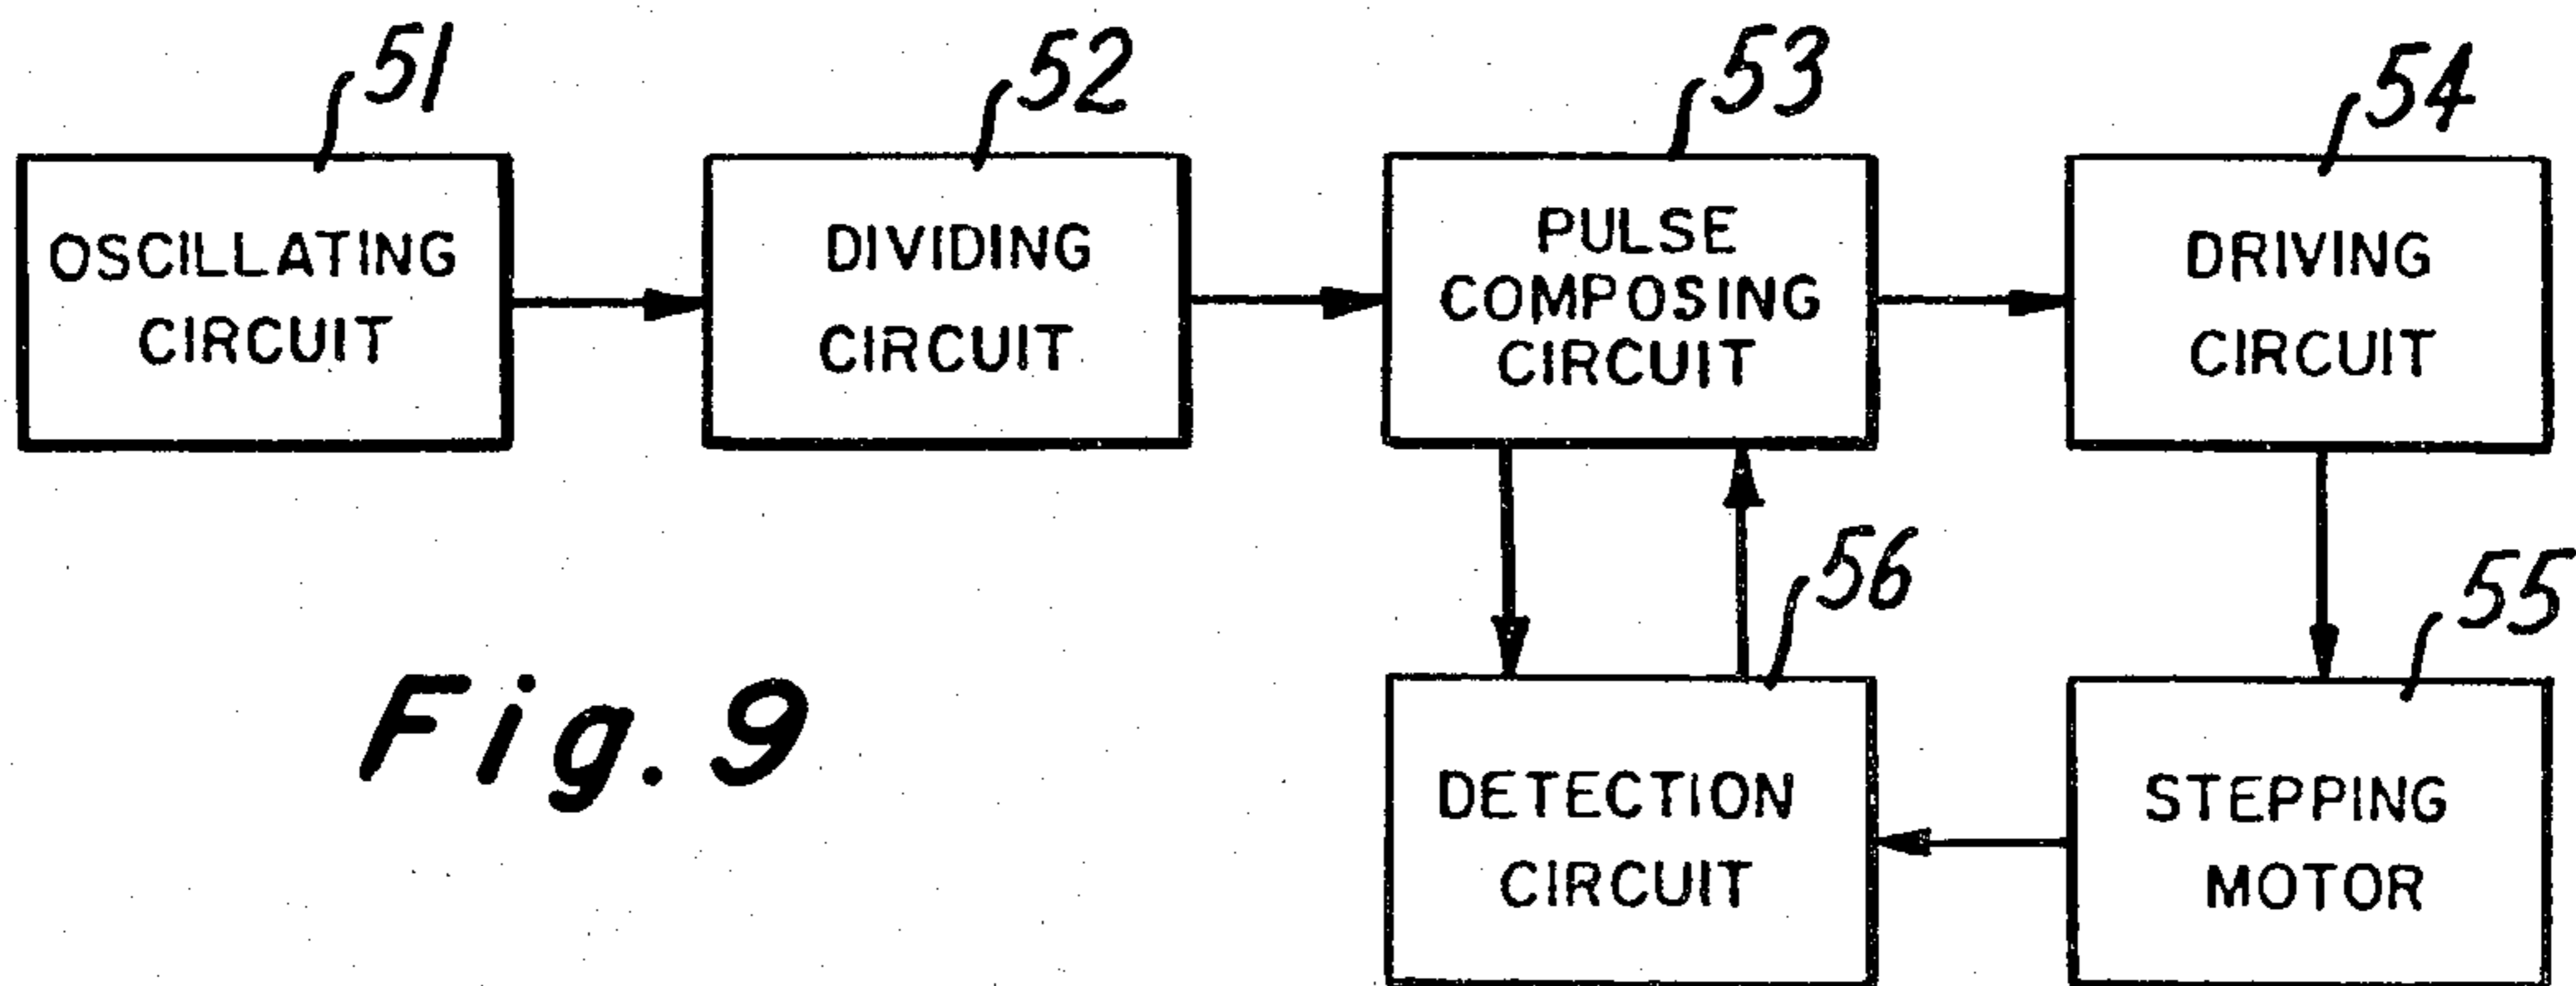 51
52
53
54
OSCILLATING
CIRCUIT
DIVIDING
CIRCUIT
PULSE
COMPOSING
CIRCUIT
DRIVING
CIRCUIT
56
55
Fig. 9
DETECTION
CIRCUIT
STEPPING
MOTOR